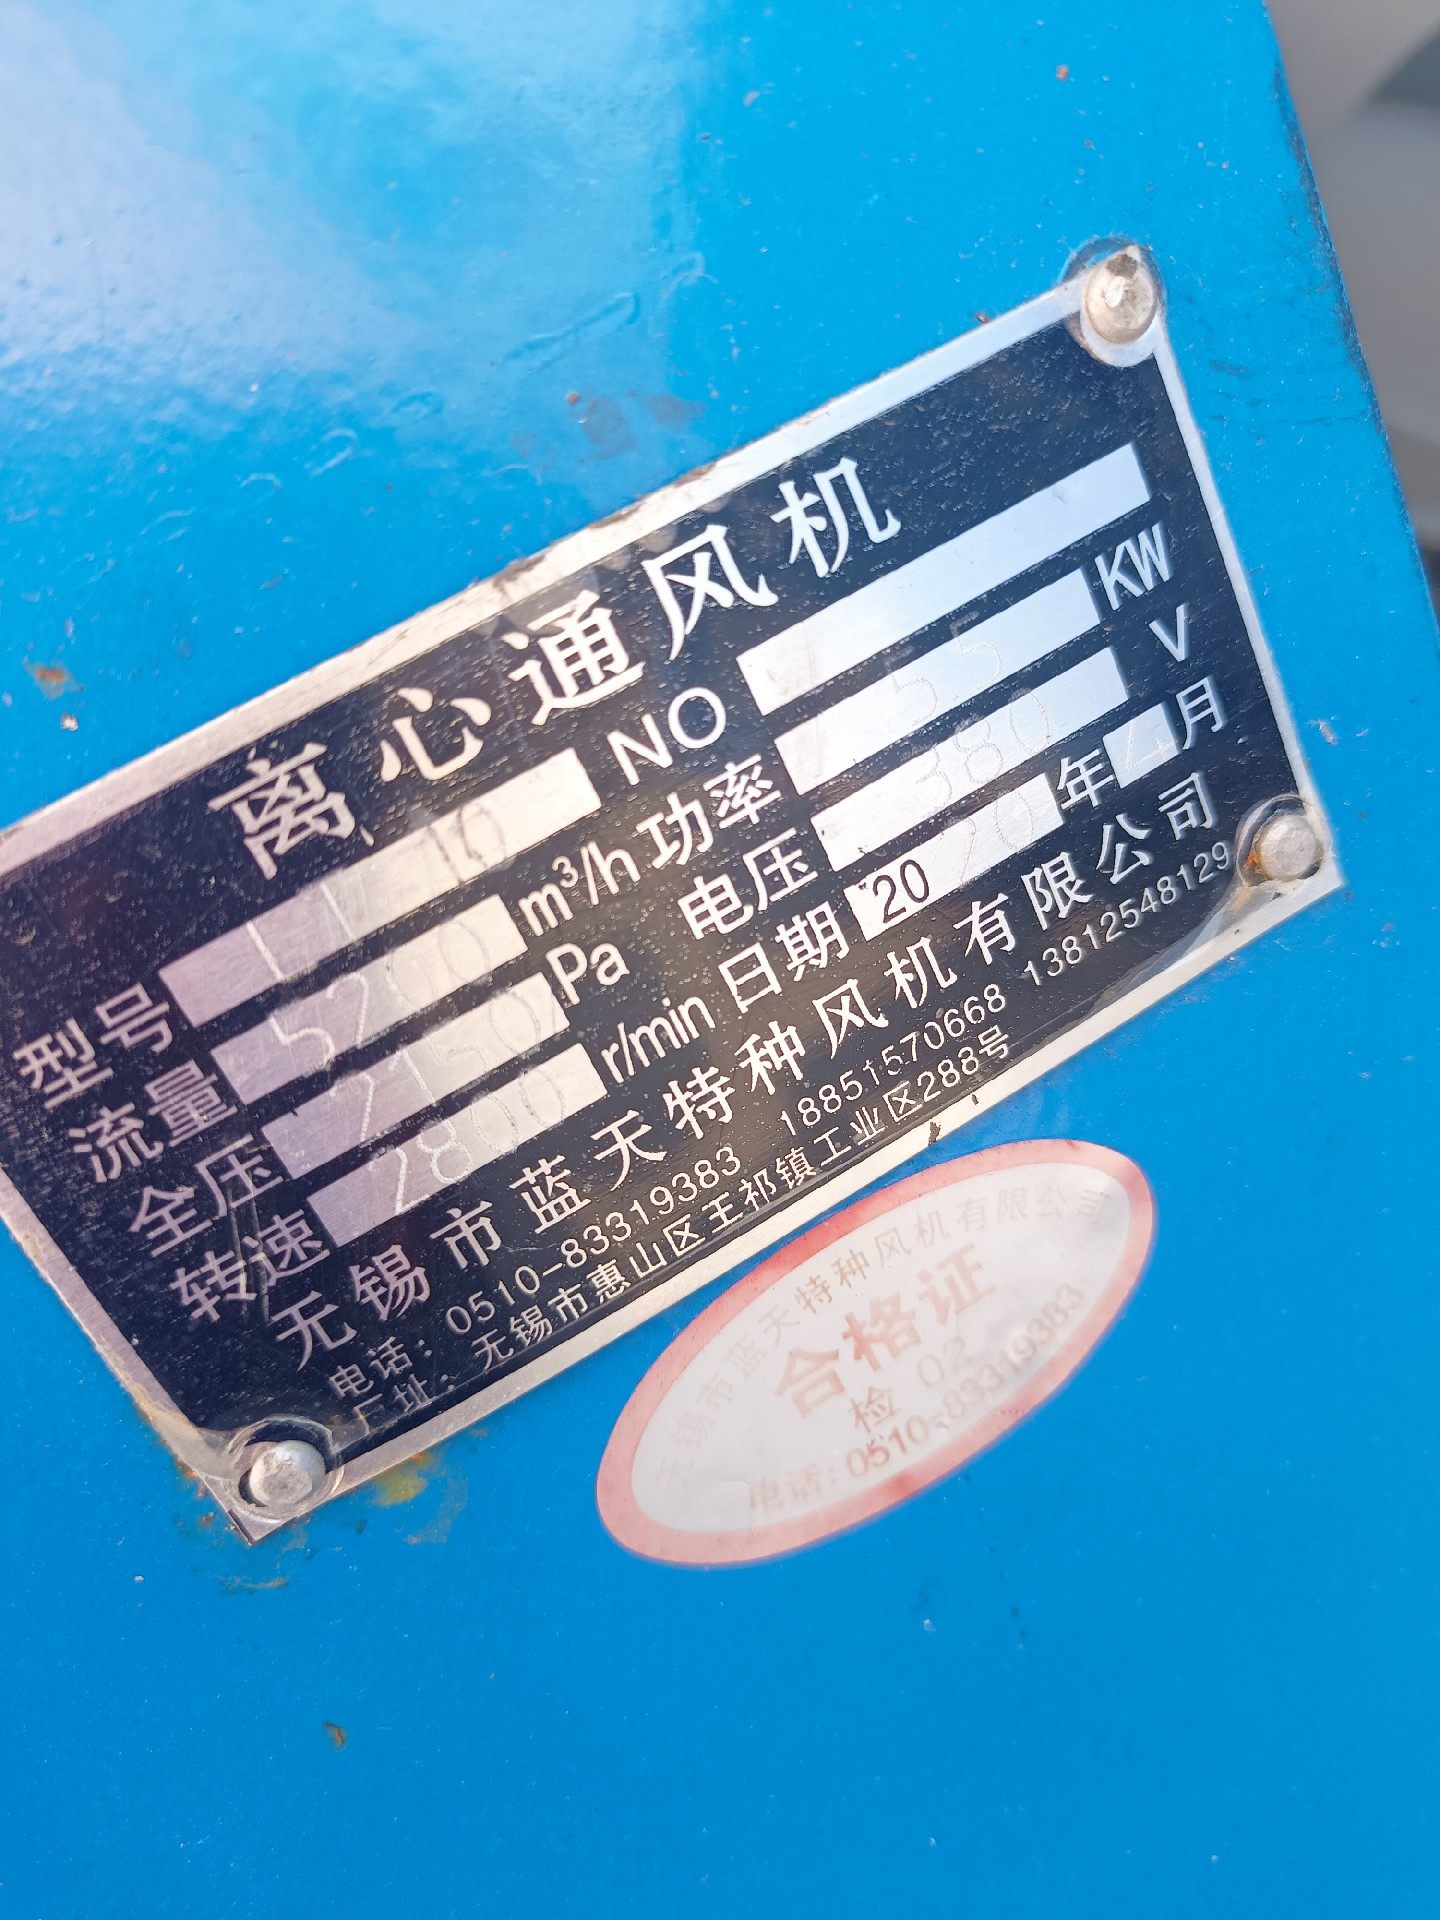 离心通风机
型号 NO
流量 5200 m³/h 功率 5.5 KW
全压 2150 Pa 电压 380 V
转速 2800 r/min 日期 2020 年 月
无锡市蓝天特种风机有限公司
电话：0510-83319383 18851570668 13812548129
厂址：无锡市惠山区玉祁镇工业区288号
无锡市蓝天特种风机有限公司
合格证
检 02
电话：0510-83319383